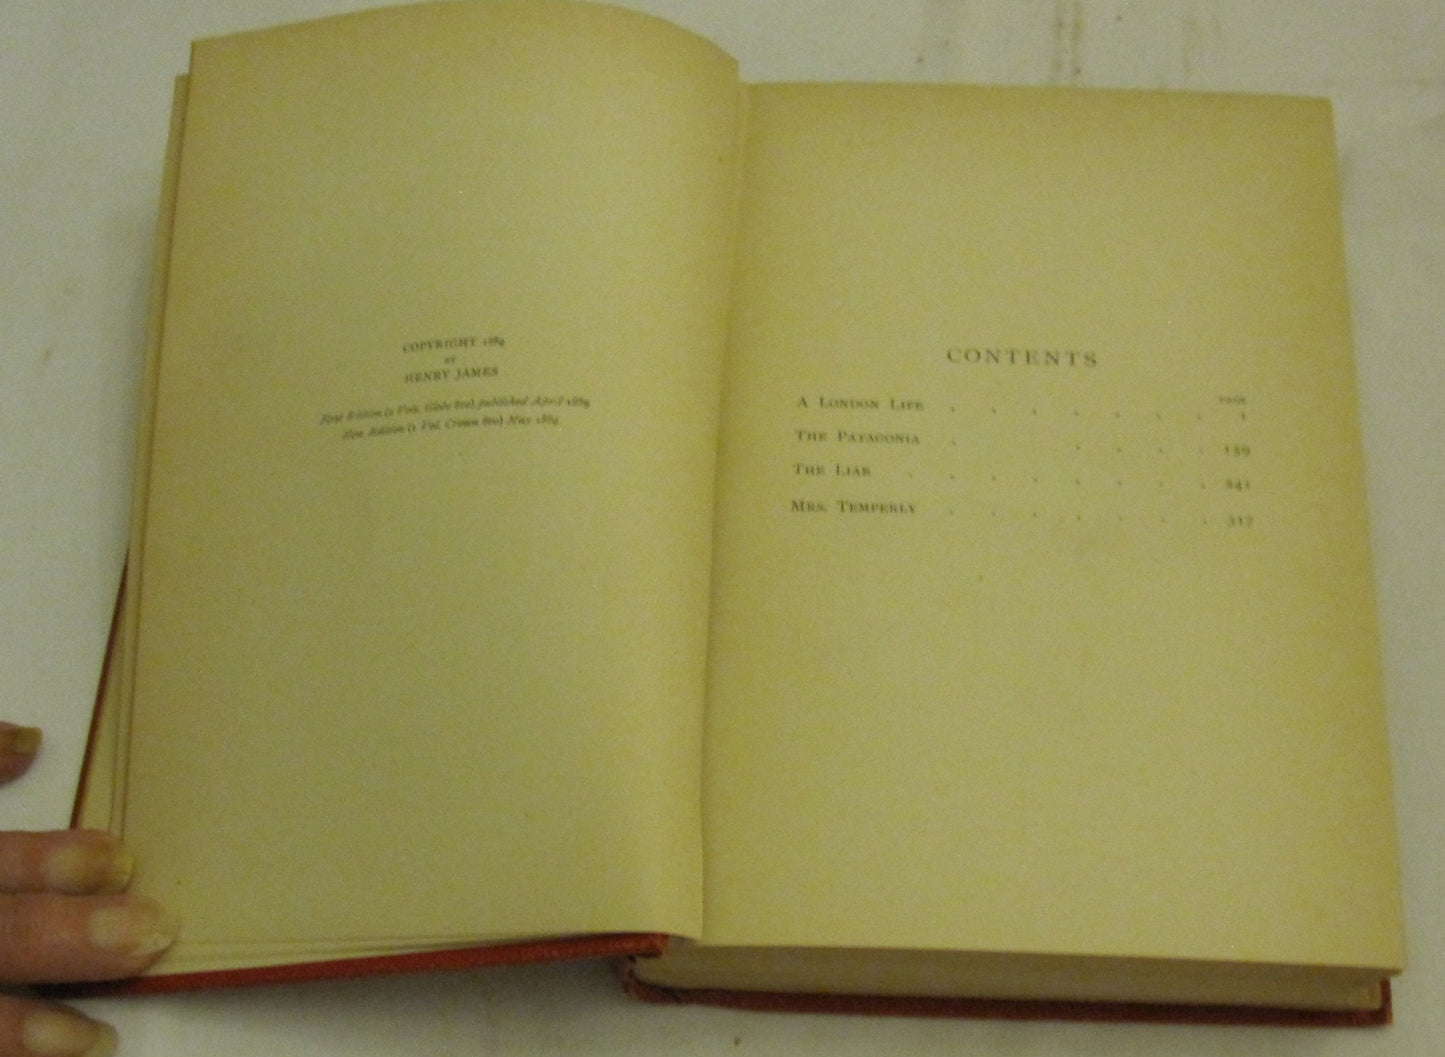 COPYRIGHT 1889
BY
HENRY JAMES
First Edition (2 Vols. Globe 8vo) published April 1889
New Edition (1 Vol. Crown 8vo) May 1889
CONTENTS
PAGE
A London Life . . . . . . . . 1
The Patagonia . . . . . 159
The Liar . . . . . . . . 241
Mrs. Temperly . . . . . . . 317